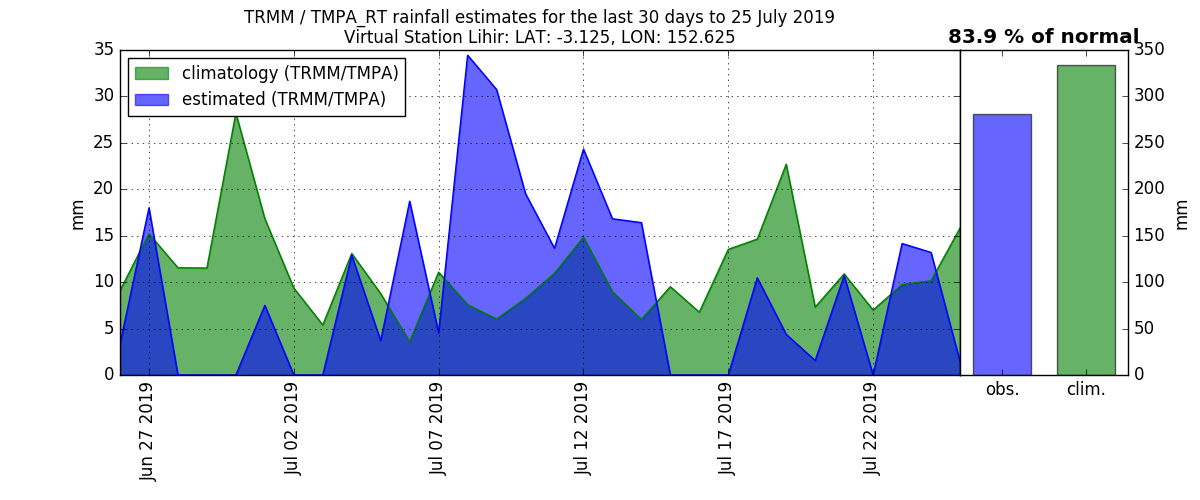 TRMM / TMPA_RT rainfall estimates for the last 30 days to 25 July 2019
Virtual Station Lihir: LAT: -3.125, LON: 152.625
83.9 % of normal
climatology (TRMM/TMPA)
estimated (TRMM/TMPA)
35
30
25
20
15
10
5
0
mm
Jun 27 2019
Jul 02 2019
Jul 07 2019
Jul 12 2019
Jul 17 2019
Jul 22 2019
obs.
clim.
350
300
250
200
150
100
50
0
mm